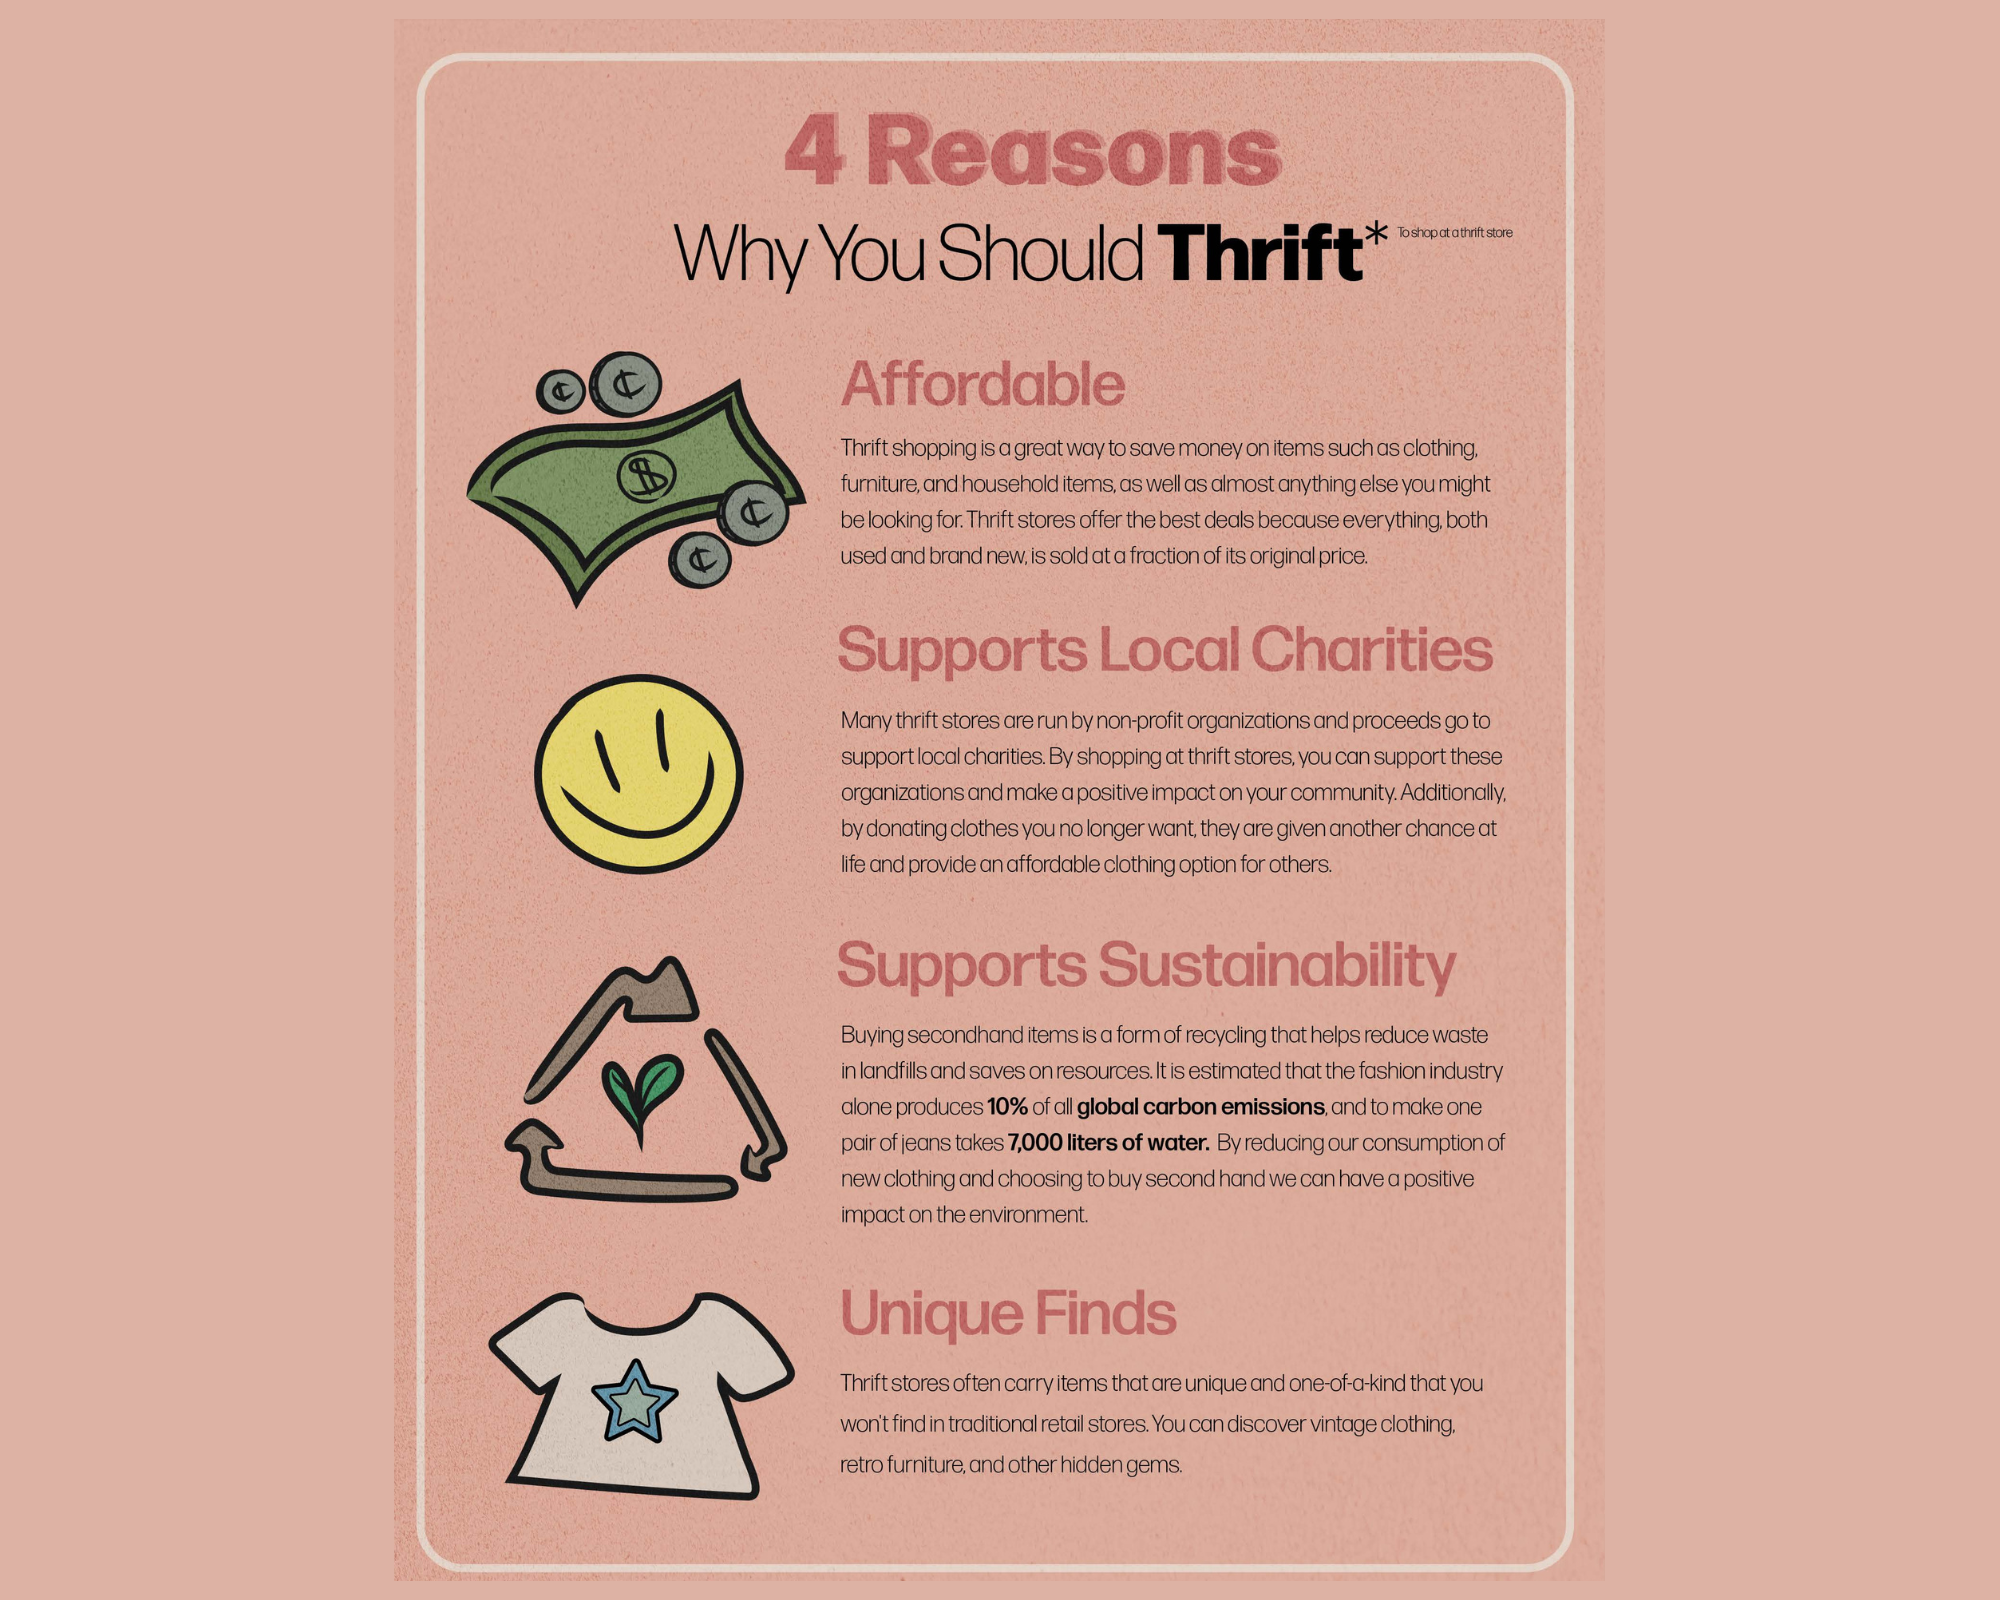 4 Reasons
Why You Should Thrift* To shop at a thrift store
Affordable
Thrift shopping is a great way to save money on items such as clothing,
furniture, and household items, as well as almost anything else you might
be looking for. Thrift stores offer the best deals because everything, both
used and brand new, is sold at a fraction of its original price.
Supports Local Charities
Many thrift stores are run by non-profit organizations and proceeds go to
support local charities. By shopping at thrift stores, you can support these
organizations and make a positive impact on your community. Additionally,
by donating clothes you no longer want, they are given another chance at
life and provide an affordable clothing option for others.
Supports Sustainability
Buying secondhand items is a form of recycling that helps reduce waste
in landfills and saves on resources. It is estimated that the fashion industry
alone produces 10% of all global carbon emissions, and to make one
pair of jeans takes 7,000 liters of water. By reducing our consumption of
new clothing and choosing to buy second hand we can have a positive
impact on the environment.
Unique Finds
Thrift stores often carry items that are unique and one-of-a-kind that you
won't find in traditional retail stores. You can discover vintage clothing,
retro furniture, and other hidden gems.